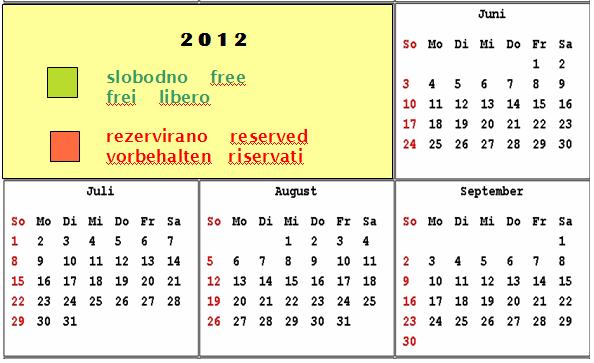 2012
slobodno free
frei libero
rezervirano reserved
vorbehalten riservati
Juni
So Mo Di Mi Do Fr Sa
1 2
3 4 5 6 7 8 9
10 11 12 13 14 15 16
17 18 19 20 21 22 23
24 25 26 27 28 29 30
Juli
So Mo Di Mi Do Fr Sa
1 2 3 4 5 6 7
8 9 10 11 12 13 14
15 16 17 18 19 20 21
22 23 24 25 26 27 28
29 30 31
August
So Mo Di Mi Do Fr Sa
1 2 3 4
5 6 7 8 9 10 11
12 13 14 15 16 17 18
19 20 21 22 23 24 25
26 27 28 29 30 31
September
So Mo Di Mi Do Fr Sa
1
2 3 4 5 6 7 8
9 10 11 12 13 14 15
16 17 18 19 20 21 22
23 24 25 26 27 28 29
30